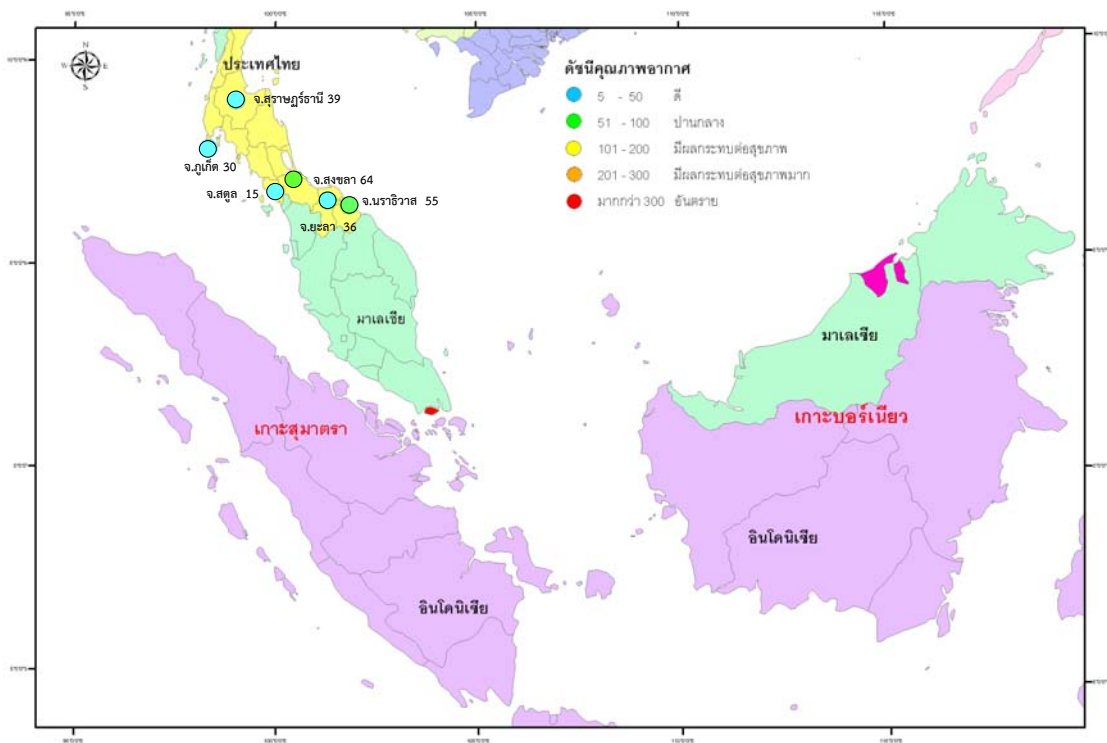 N
W E
S
ประเทศไทย
จ.สุราษฎร์ธานี 39
จ.ภูเก็ต 30
จ.สงขลา 64
จ.สตูล 15
จ.นราธิวาส 55
จ.ยะลา 36
ดัชนีคุณภาพอากาศ
5 - 50 ดี
51 - 100 ปานกลาง
101 - 200 มีผลกระทบต่อสุขภาพ
201 - 300 มีผลกระทบต่อสุขภาพมาก
มากกว่า 300 อันตราย
มาเลเซีย
มาเลเซีย
เกาะสุมาตรา
เกาะบอร์เนียว
อินโดนิเซีย
อินโดนิเซีย